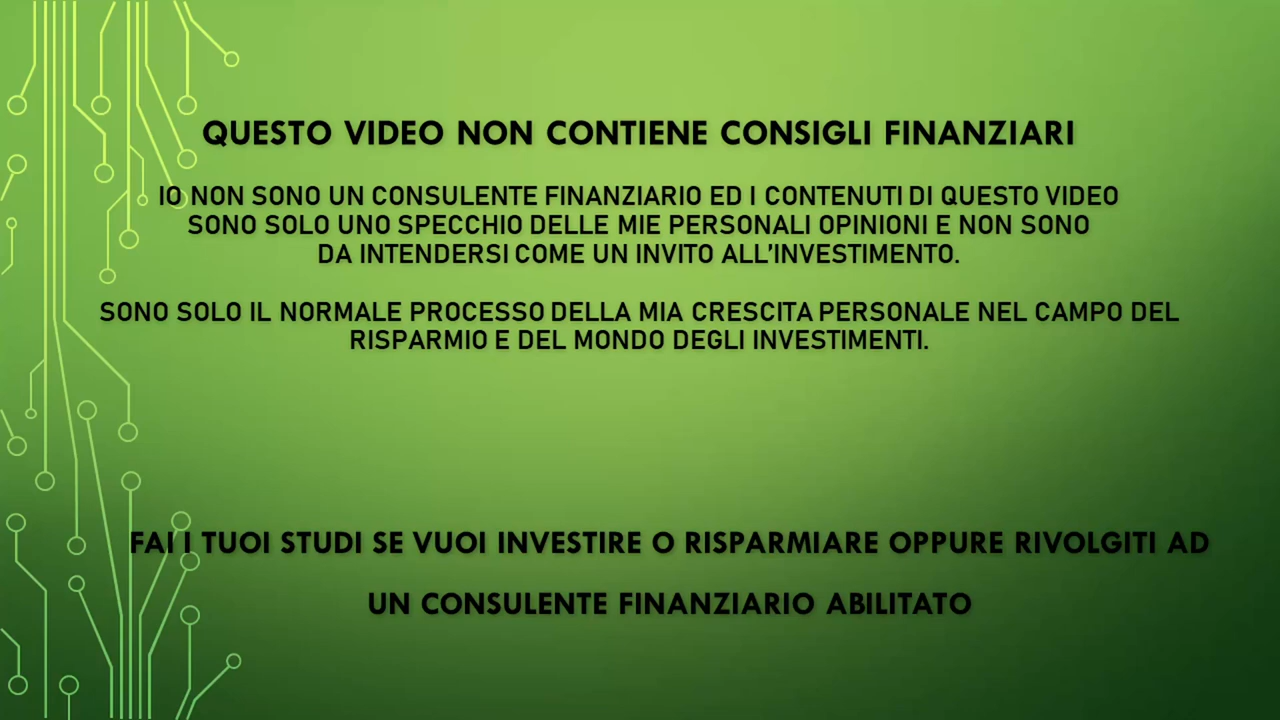 QUESTO VIDEO NON CONTIENE CONSIGLI FINANZIARI
IO NON SONO UN CONSULENTE FINANZIARIO ED I CONTENUTI DI QUESTO VIDEO
SONO SOLO UNO SPECCHIO DELLE MIE PERSONALI OPINIONI E NON SONO
DA INTENDERSI COME UN INVITO ALL'INVESTIMENTO.
SONO SOLO IL NORMALE PROCESSO DELLA MIA CRESCITA PERSONALE NEL CAMPO DEL
RISPARMIO E DEL MONDO DEGLI INVESTIMENTI.
FAI I TUOI STUDI SE VUOI INVESTIRE O RISPARMIARE OPPURE RIVOLGITI AD
UN CONSULENTE FINANZIARIO ABILITATO